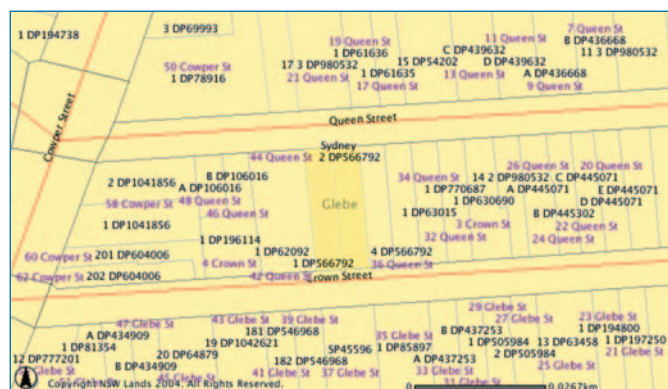 1 DP194738
3 DP69993
19 Queen St
11 Queen St
7 Queen St
B DP436668
C DP439632
1 DP61636
11 3 DP980532
50 Cowper St
17 3 DP980532
15 DP54202
D DP439632
1 DP78916
21 Queen St
1 DP61635
13 Queen St
A DP436668
17 Queen St
9 Queen St
Cowper Street
Queen Street
Sydney
44 Queen St
2 DP566792
26 Queen St
20 Queen St
B DP106016
34 Queen St
14 2 DP980532
C DP445071
2 DP1041856
A DP106016
1 DP770687
A DP445071
E DP445071
58 Cowper St
48 Queen St
Glebe
1 DP630690
D DP445071
46 Queen St
1 DP63015
B DP445302
1 DP1041856
3 Crown St
22 Queen St
1 DP196114
32 Queen St
24 Queen St
60 Cowper St
201 DP604006
1 DP62092
4 DP566792
4 Crown St
1 DP566792
36 Queen St
62 Cowper St
202 DP604006
42 Queen St
Crown Street
29 Glebe St
47 Glebe St
43 Glebe St
39 Glebe St
27 Glebe St
23 Glebe St
A DP434909
181 DP546968
35 Glebe St
B DP437253
1 DP194800
1 DP81354
19 DP1042621
SP45596
1 DP85897
1 DP505984
13 DP63458
1 DP197250
12 DP777201
20 DP64879
2 DP505984
21 Glebe St
B DP434909
182 DP546968
A DP437253
25 Glebe St
41 Glebe St
37 Glebe St
33 Glebe St
Glebe St
45 Glebe St
31 Glebe St
Copyright NSW Lands 2004. All Rights Reserved.
0
0.0267km